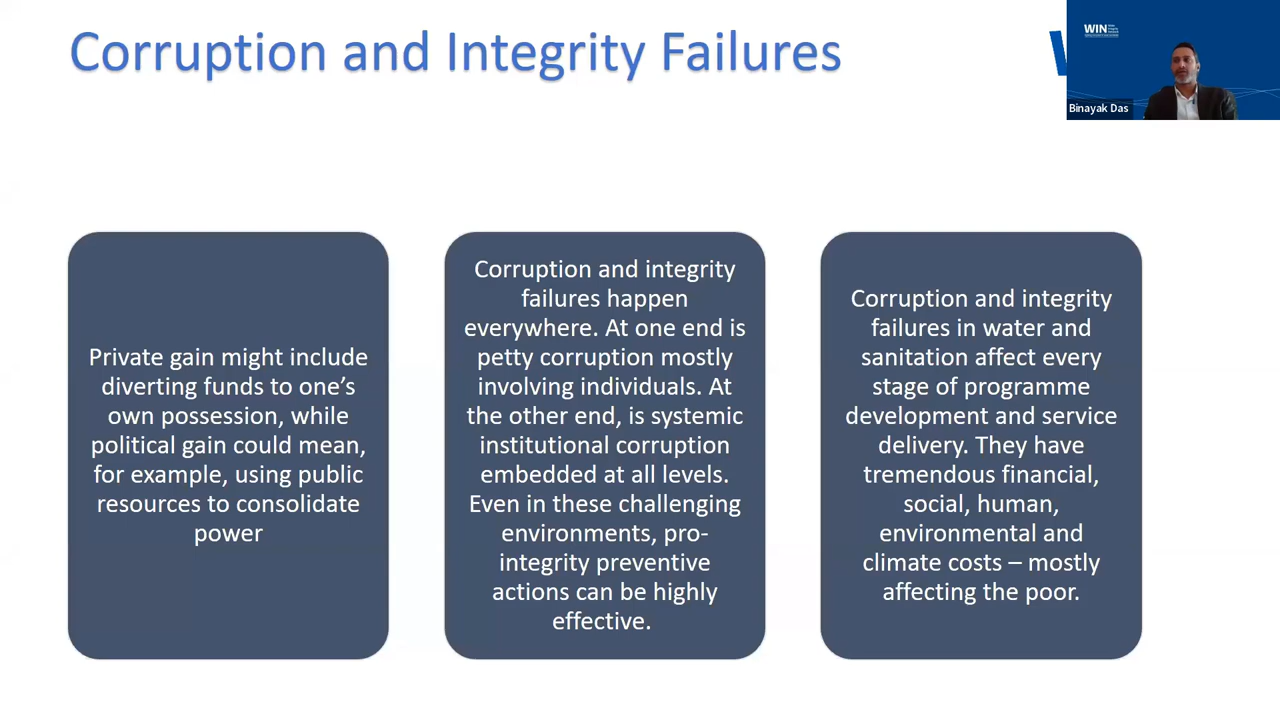 Corruption and Integrity Failures
WIN
Binayak Das
Private gain might include
diverting funds to one’s
own possession, while
political gain could mean,
for example, using public
resources to consolidate
power
Corruption and integrity
failures happen
everywhere. At one end is
petty corruption mostly
involving individuals. At
the other end, is systemic
institutional corruption
embedded at all levels.
Even in these challenging
environments, pro-
integrity preventive
actions can be highly
effective.
Corruption and integrity
failures in water and
sanitation affect every
stage of programme
development and service
delivery. They have
tremendous financial,
social, human,
environmental and
climate costs – mostly
affecting the poor.